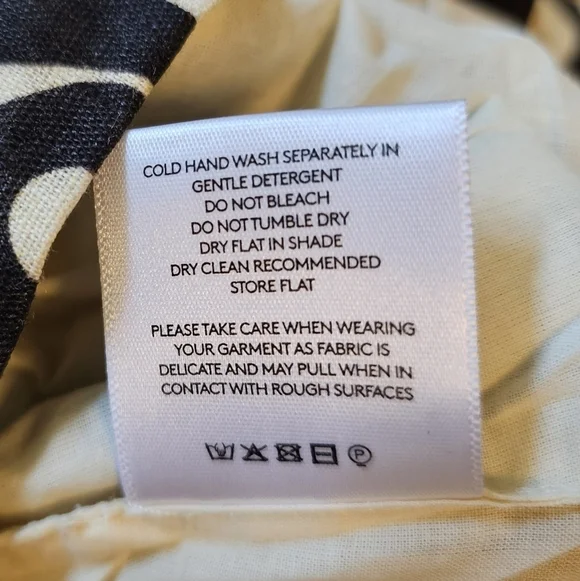 COLD HAND WASH SEPARATELY IN
GENTLE DETERGENT
DO NOT BLEACH
DO NOT TUMBLE DRY
DRY FLAT IN SHADE
DRY CLEAN RECOMMENDED
STORE FLAT
PLEASE TAKE CARE WHEN WEARING
YOUR GARMENT AS FABRIC IS
DELICATE AND MAY PULL WHEN IN
CONTACT WITH ROUGH SURFACES
P